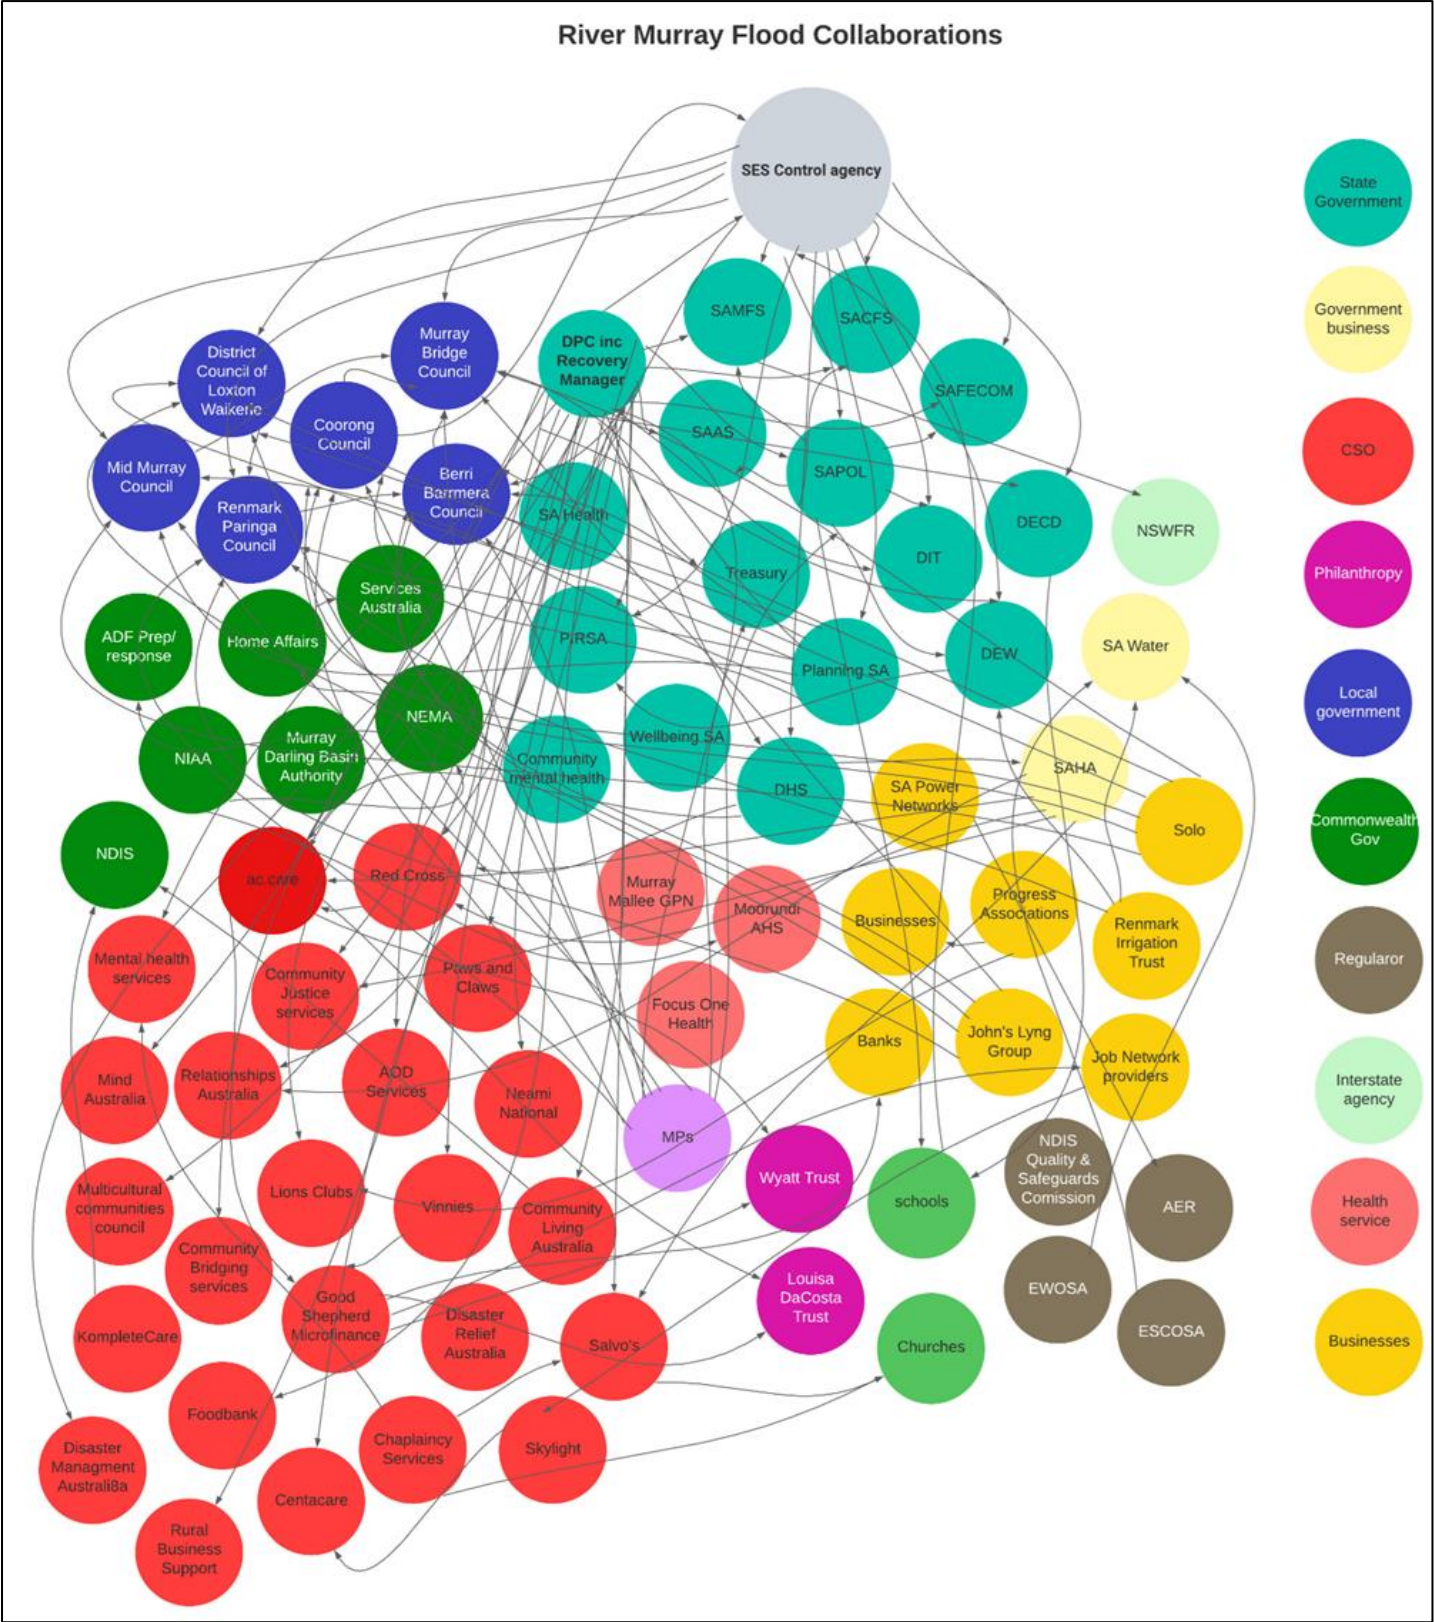 River Murray Flood Collaborations
SES Control agency
State
Government
SAMFS
SACFS
Government
business
Murray
Bridge
Council
DPC inc
Recovery
Manager
District
Council of
Loxton
Waikerie
SAFECOM
Coorong
Council
SAAS
CSO
Mid Murray
Council
Berri
Barmera
Council
SAPOL
Renmark
Paringa
Council
SA Health
DECD
NSWFR
DIT
Treasury
Philanthropy
Services
Australia
ADF Prep/
response
Home Affairs
PIRSA
Planning SA
DEW
SA Water
Local
government
NEMA
Wellbeing SA
NIAA
Murray
Darling Basin
Authority
Community
mental health
DHS
SA Power
Networks
SAHA
Solo
Commonwealth
Gov
NDIS
ac.care
Red Cross
Murray
Mallee GPN
Moorundi
AHS
Businesses
Progress
Associations
Renmark
Irrigation
Trust
Regularor
Mental health
services
Community
Justice
services
Paws and
Claws
Focus One
Health
Banks
John's Lyng
Group
Job Network
providers
Interstate
agency
Mind
Australia
Relationships
Australia
AOD
Services
Neami
National
MPs
NDIS
Quality &
Safeguards
Comission
Wyatt Trust
schools
AER
Health
service
Multicultural
communities
council
Lions Clubs
Vinnies
Community
Living
Australia
Community
Bridging
services
Louisa
DaCosta
Trust
EWOSA
ESCOSA
KompleteCare
Good
Shepherd
Microfinance
Disaster
Relief
Australia
Salvo's
Churches
Businesses
Foodbank
Chaplaincy
Services
Skylight
Disaster
Managment
Australi8a
Centacare
Rural
Business
Support